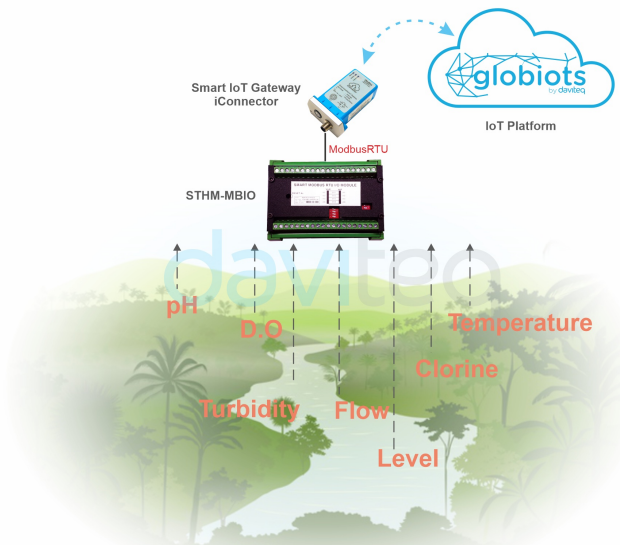 globiots
by daviteq
IoT Platform
Smart IoT Gateway
iConnector
ModbusRTU
SMART MODBUS RTU I/O MODULE
STHM-MBIO
daviteq
pH
D.O
Temperature
Clorine
Turbidity
Flow
Level